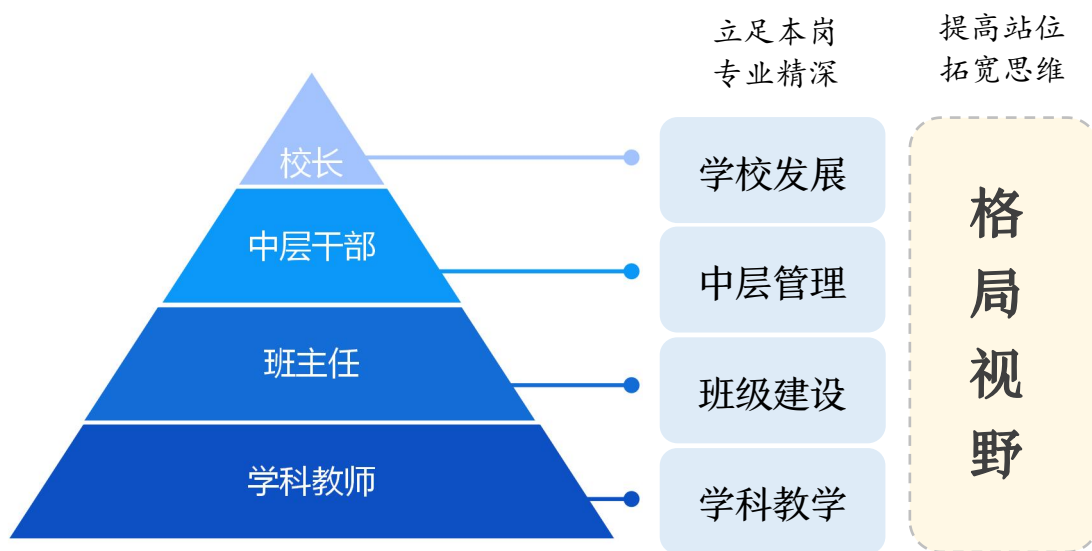 立足本岗
专业精深
提高站位
拓宽思维
校长
学校发展
中层干部
中层管理
班主任
班级建设
学科教师
学科教学
格
局
视
野